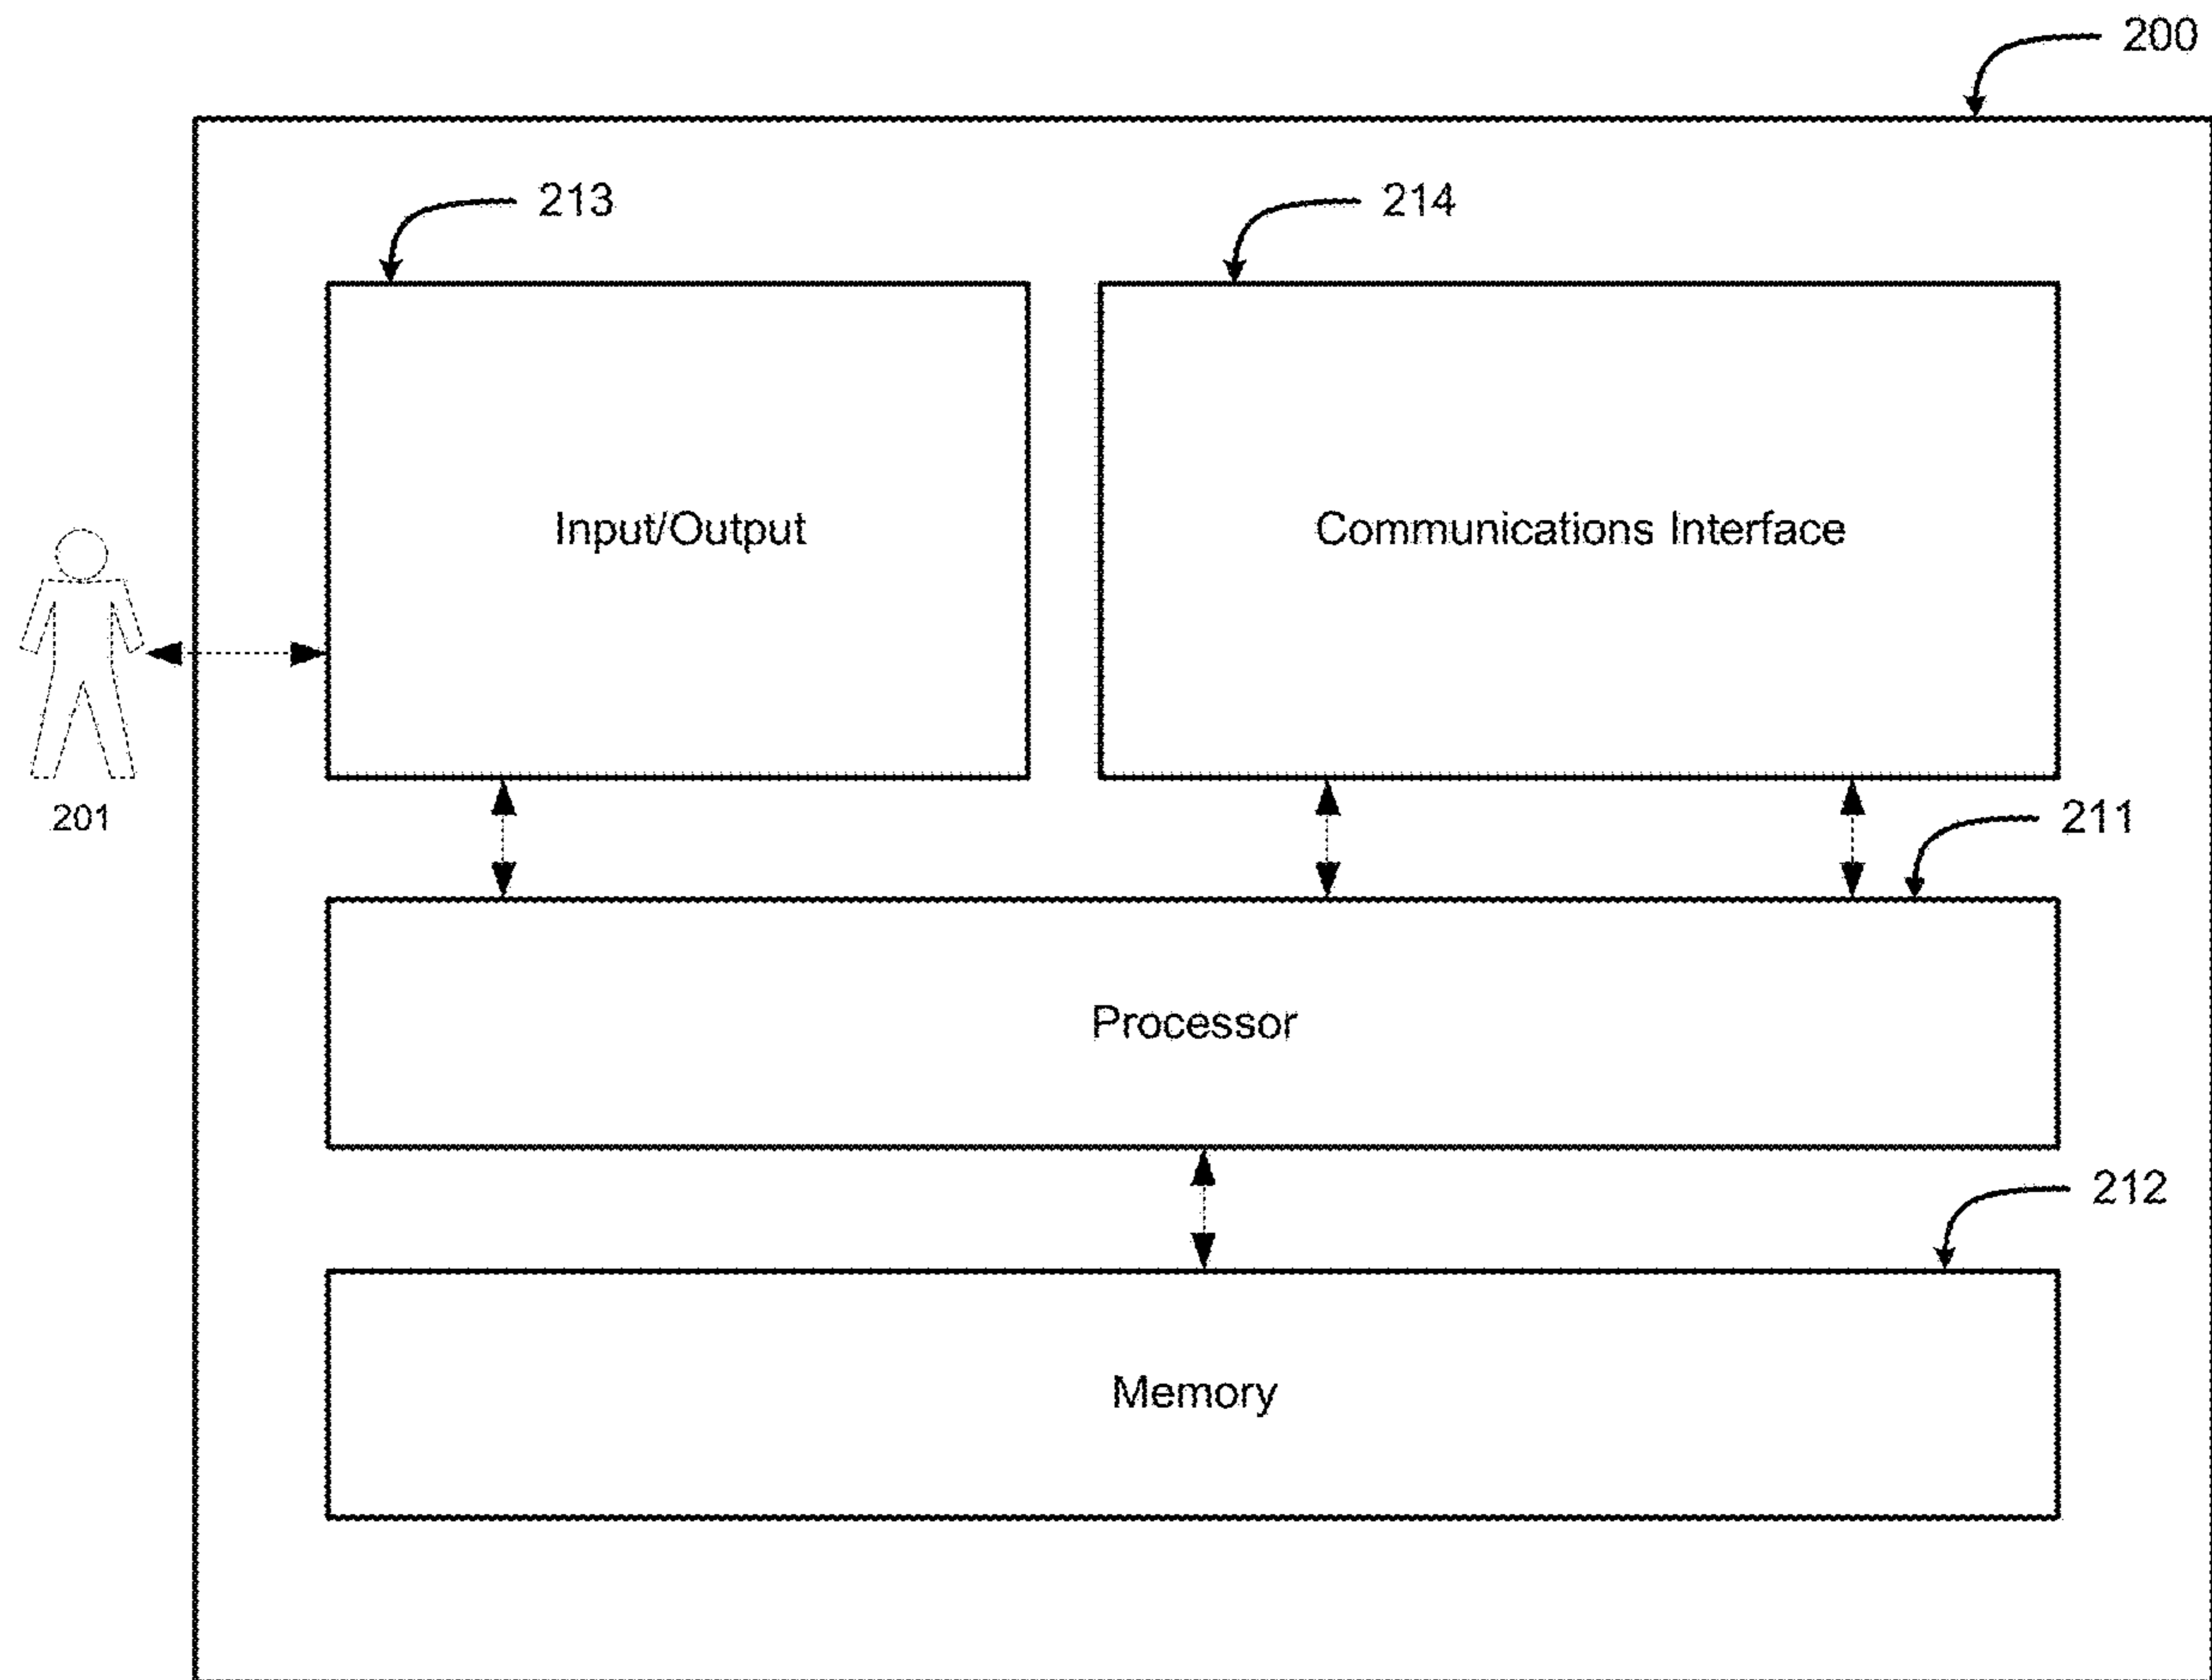 200
213
214
Input/Output
Communications Interface
201
211
Processor
212
Memory